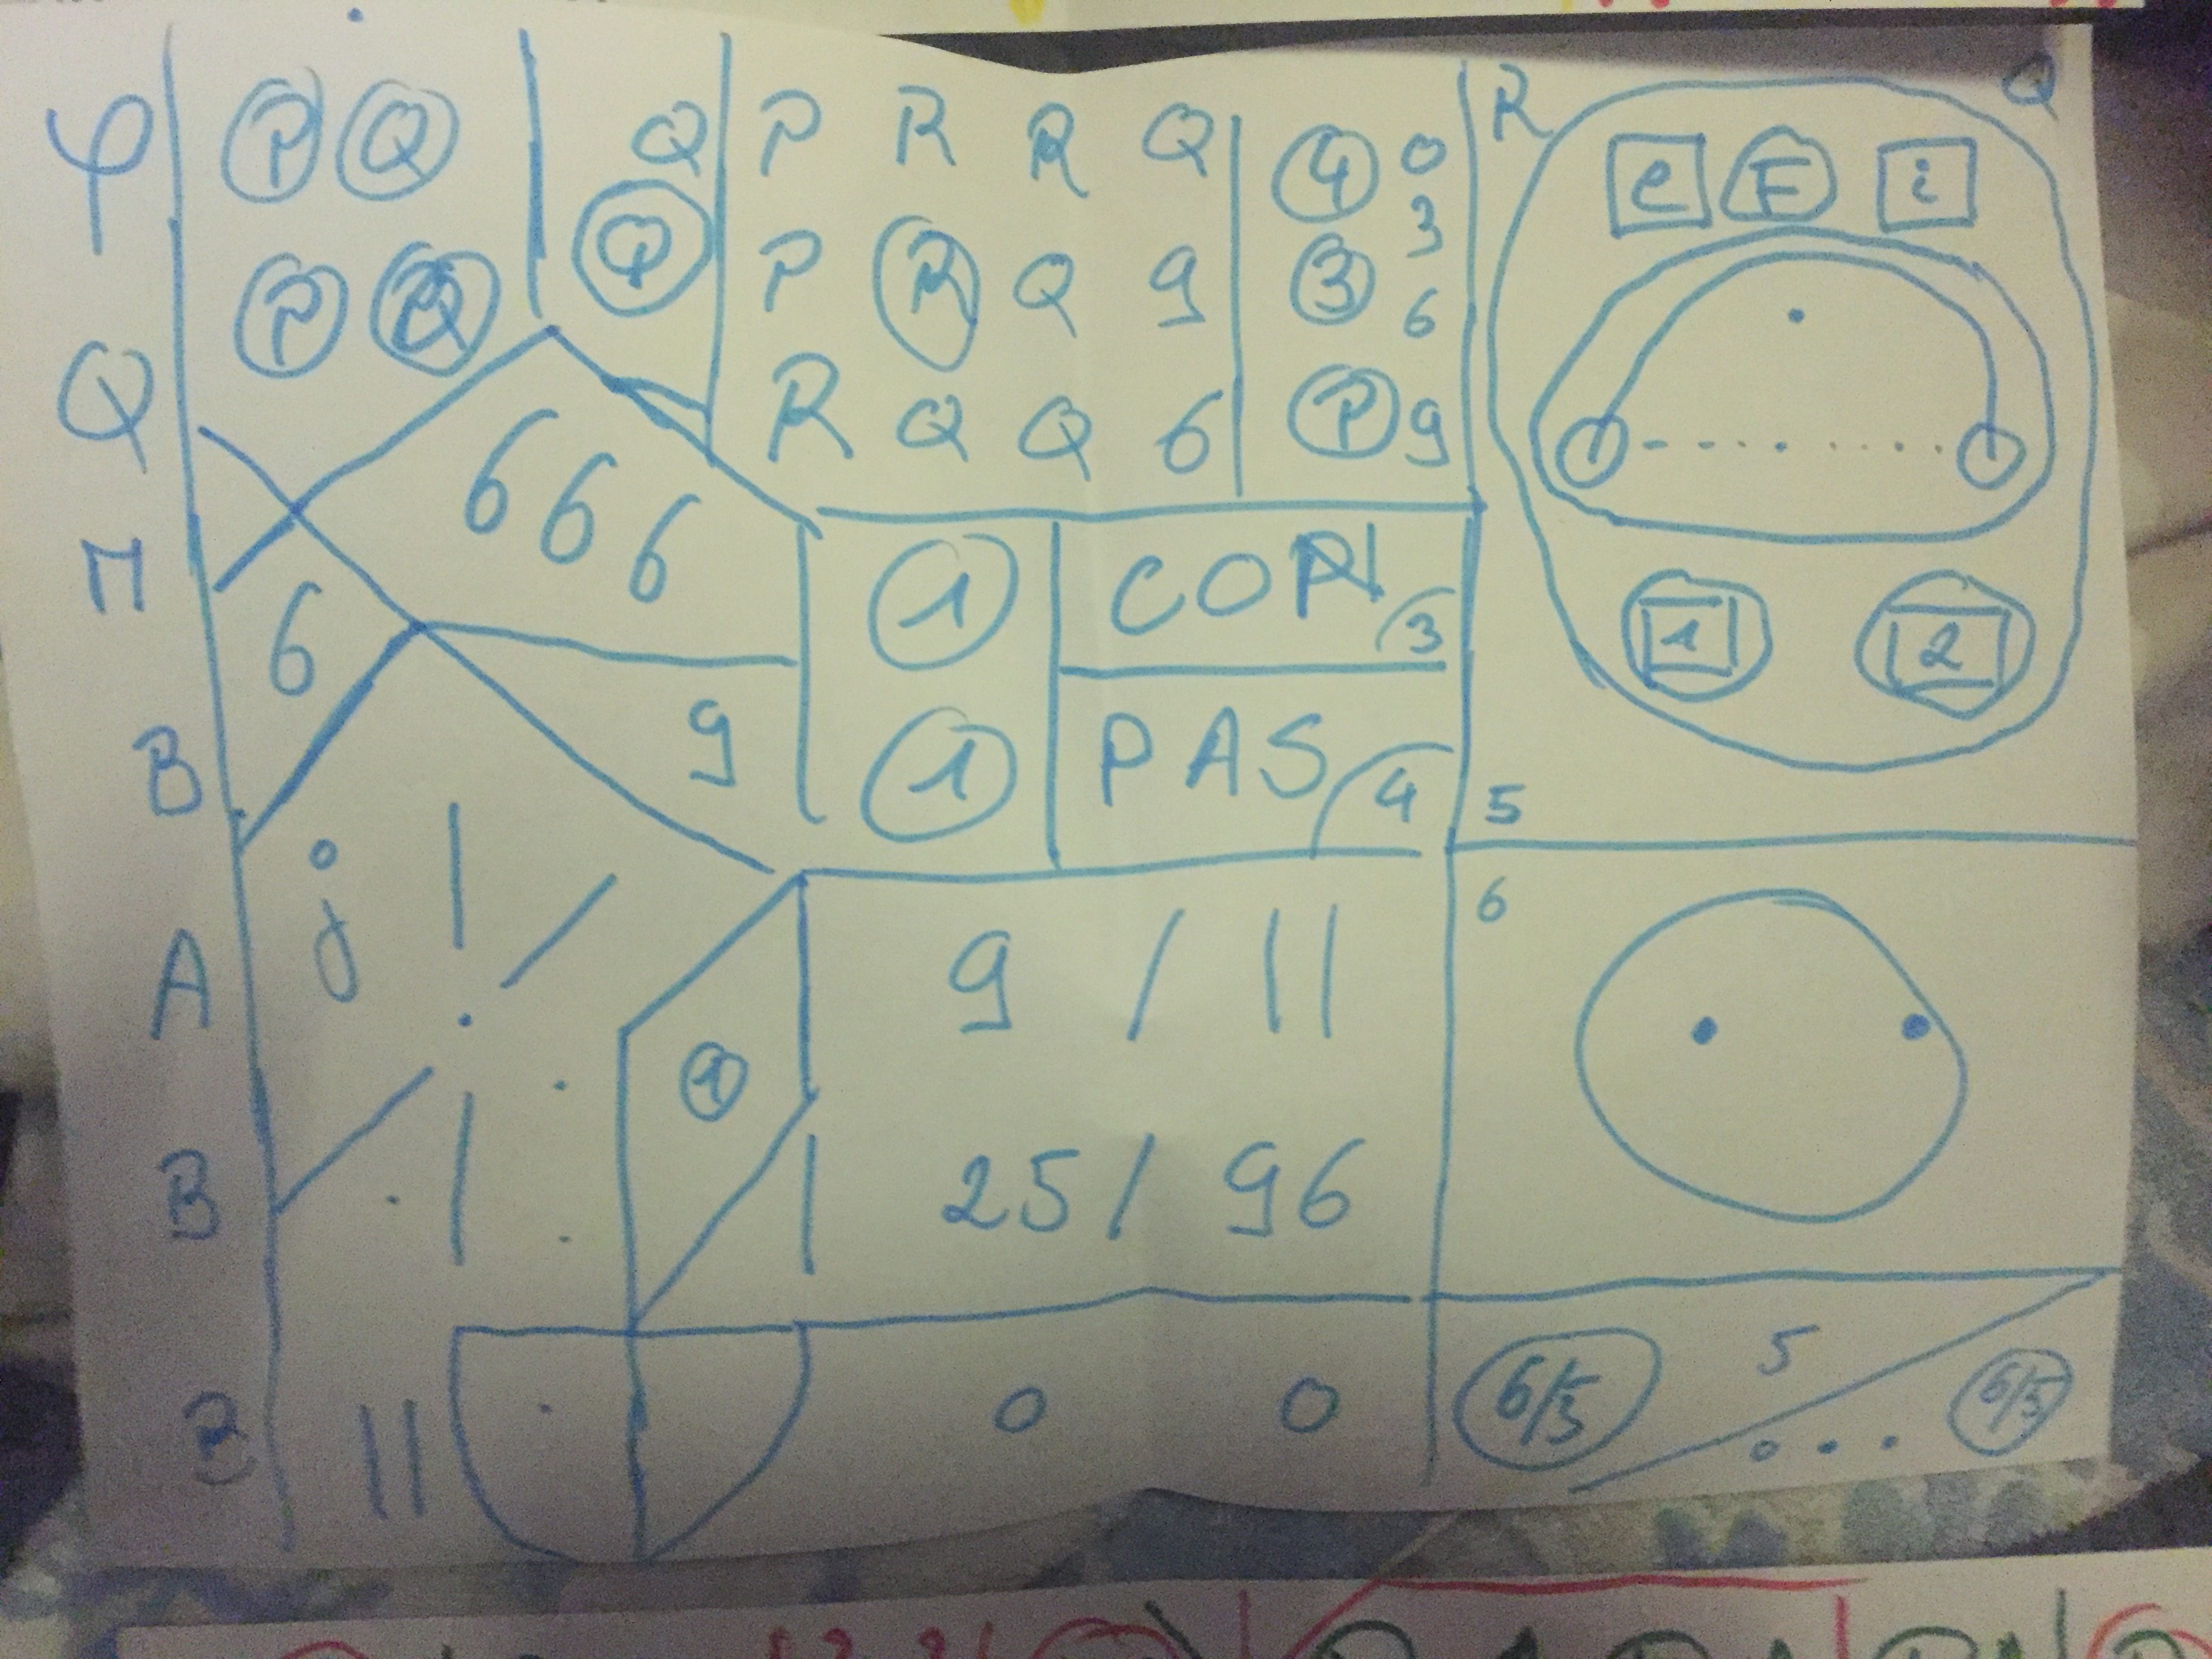 φ P Q Q P R R Q 4 0 R Q
e F i
3
P Q P P R Q 9 3 6
Q R Q Q 6 P 9
666
П 6 1 COR 3 1 2
B 9 1 PAS 4 5
j 6
A 9 / 11
1
B 25 / 96
B 11 0 0 6/5 5 6/5